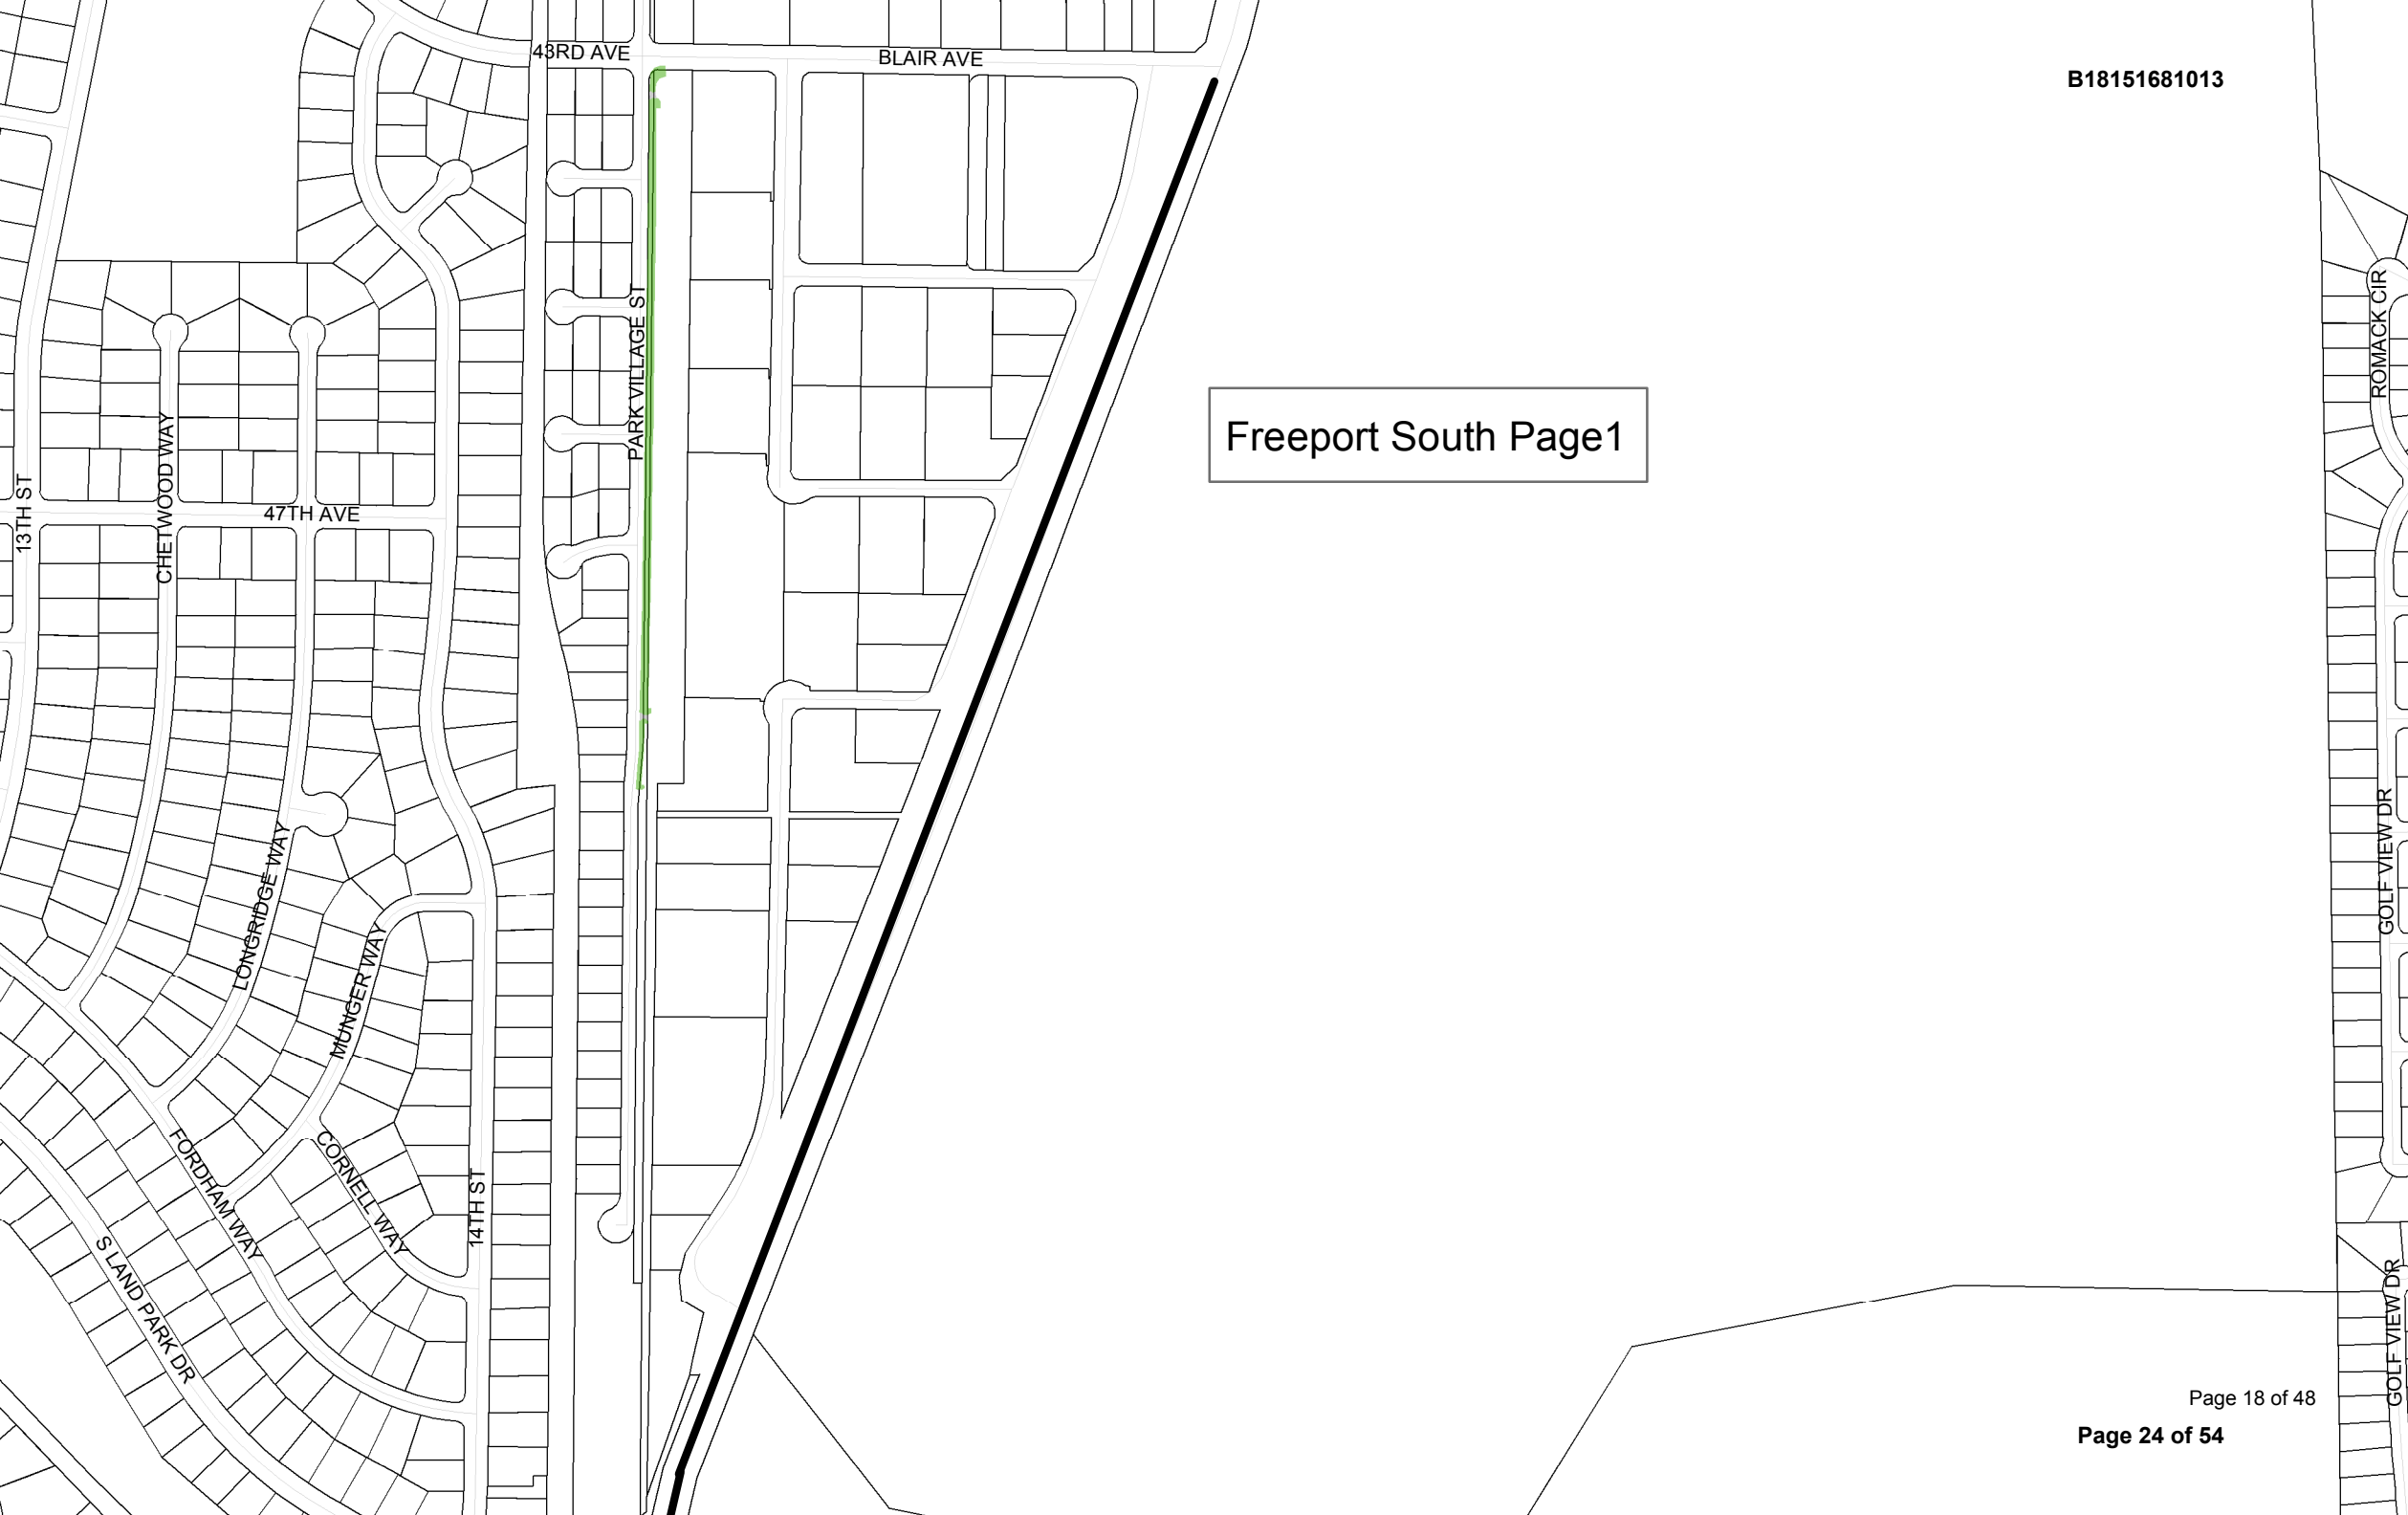 43RD AVE
BLAIR AVE
B18151681013
PARK VILLAGE ST
ROMACK CIR
Freeport South Page1
CHETWOOD WAY
13TH ST
47TH AVE
LONGRIDGE WAY
GOLF VIEW DR
MUNGER WAY
FORDHAM WAY
CORNELL WAY
14TH ST
S LAND PARK DR
GOLF VIEW DR
Page 18 of 48
Page 24 of 54